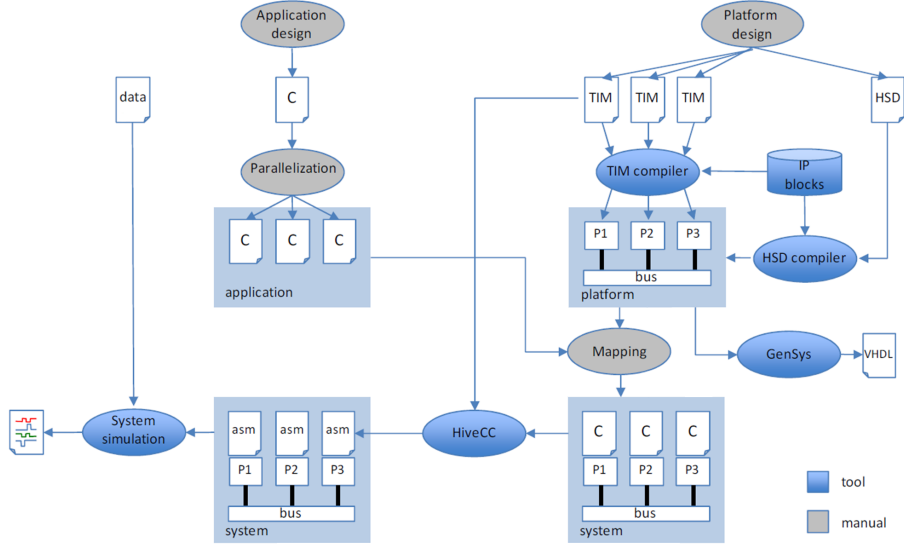 Application
design
Platform
design
data
C
TIM
TIM
TIM
HSD
Parallelization
TIM compiler
IP
blocks
C
C
C
P1
P2
P3
HSD compiler
bus
application
platform
Mapping
GenSys
VHDL
System
simulation
asm
asm
asm
HiveCC
C
C
C
P1
P2
P3
P1
P2
P3
bus
bus
system
system
tool
manual